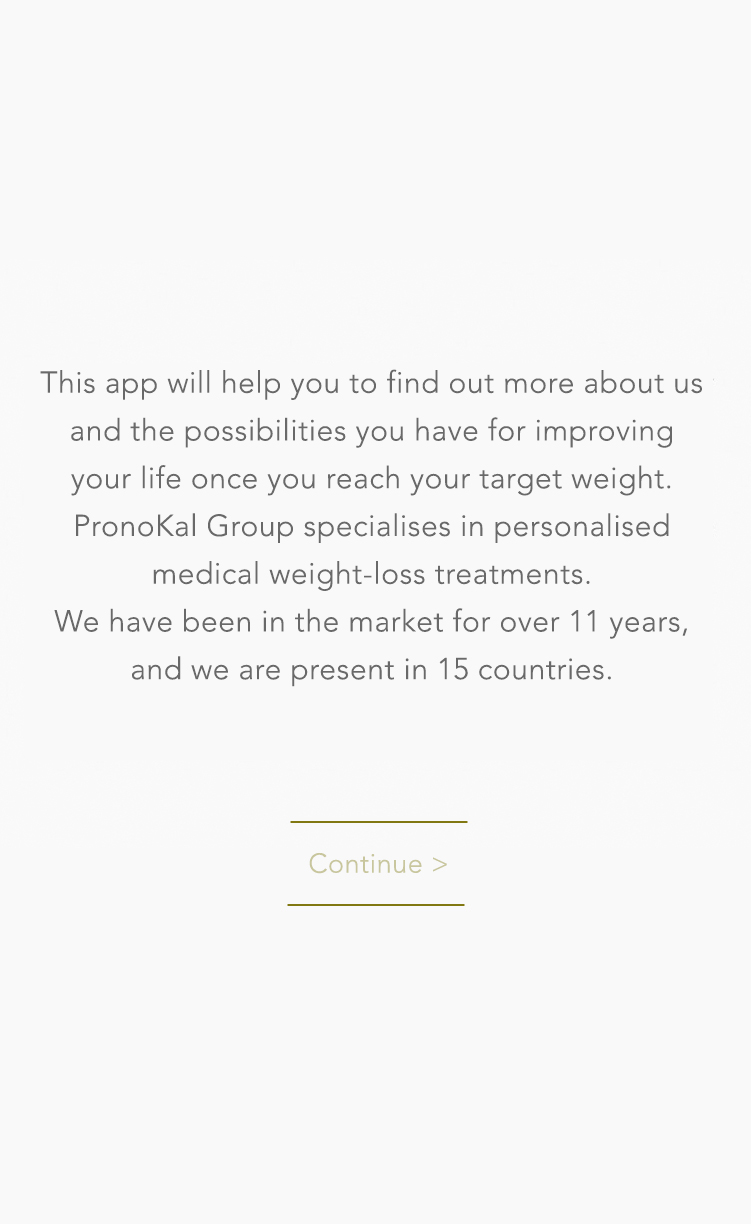 This app will help you to find out more about us
and the possibilities you have for improving
your life once you reach your target weight.
PronoKal Group specialises in personalised
medical weight-loss treatments.
We have been in the market for over 11 years,
and we are present in 15 countries.
Continue >